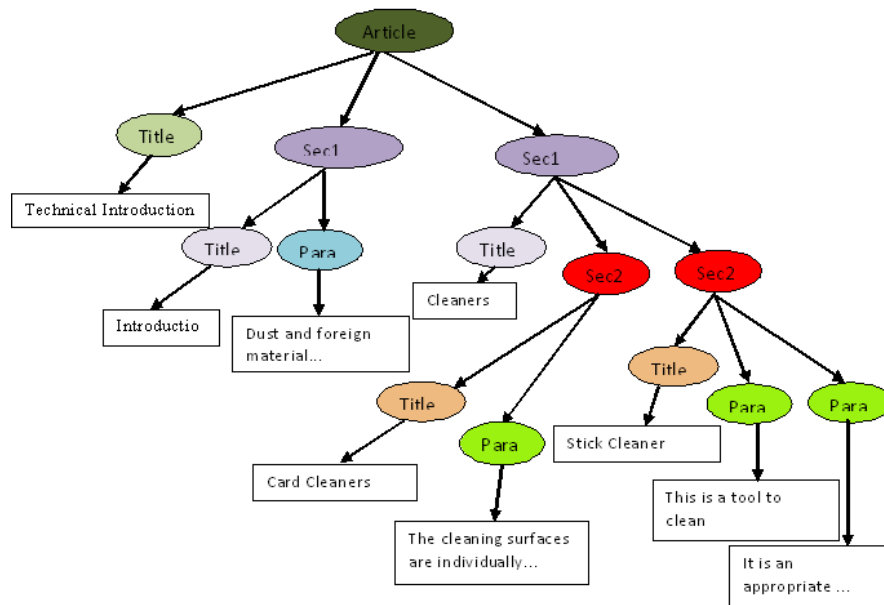 Article
Title
Sec1
Sec1
Technical Introduction
Title
Para
Title
Sec2
Sec2
Introductio
Dust and foreign
material...
Cleaners
Title
Para
Title
Para
Para
Card Cleaners
Stick Cleaner
The cleaning surfaces
are individually...
This is a tool to
clean
It is an
appropriate ...